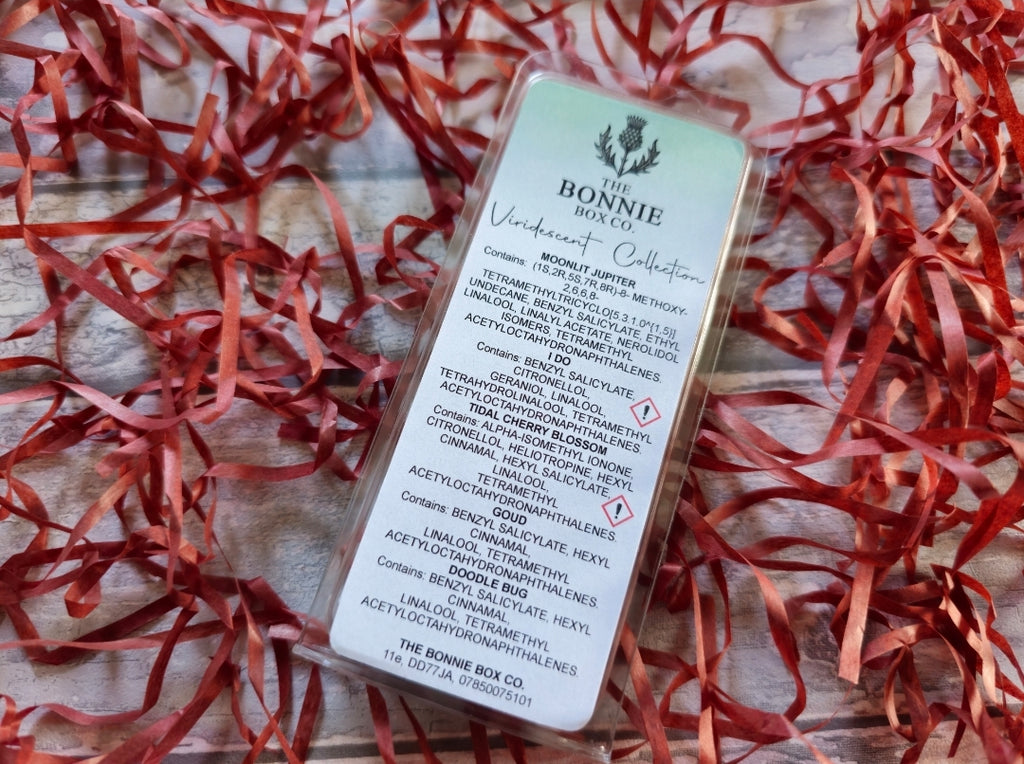 THE
BONNIE
BOX CO.
Viridescent Collection
MOONLIT JUPITER
Contains: (1S,2R,5S,7R,8R)-8- METHOXY-
2,6,6,8-
TETRAMETHYLTRICYCLO[5.3.1.0^{1,5)]
UNDECANE, BENZYL SALICYLATE, ETHYL
LINALOOL, LINALYL ACETATE, NEROLIDOL
ISOMERS, TETRAMETHYL
ACETYLOCTAHYDRONAPHTHALENES.
I DO
Contains: BENZYL SALICYLATE,
CITRONELLOL,
GERANIOL, LINALOOL,
TETRAHYDROLINALOOL, TETRAMETHYL
ACETYLOCTAHYDRONAPHTHALENES.
TIDAL CHERRY BLOSSOM
Contains: ALPHA-ISOMETHYL IONONE,
CITRONELLOL, HELIOTROPINE, HEXYL
CINNAMAL, HEXYL SALICYLATE,
LINALOOL,
TETRAMETHYL
ACETYLOCTAHYDRONAPHTHALENES.
GOUD
Contains: BENZYL SALICYLATE, HEXYL
CINNAMAL,
LINALOOL, TETRAMETHYL
ACETYLOCTAHYDRONAPHTHALENES.
DOODLE BUG
Contains: BENZYL SALICYLATE, HEXYL
CINNAMAL,
LINALOOL, TETRAMETHYL
ACETYLOCTAHYDRONAPHTHALENES.
THE BONNIE BOX CO,
11e, DD77JA, 07850075101